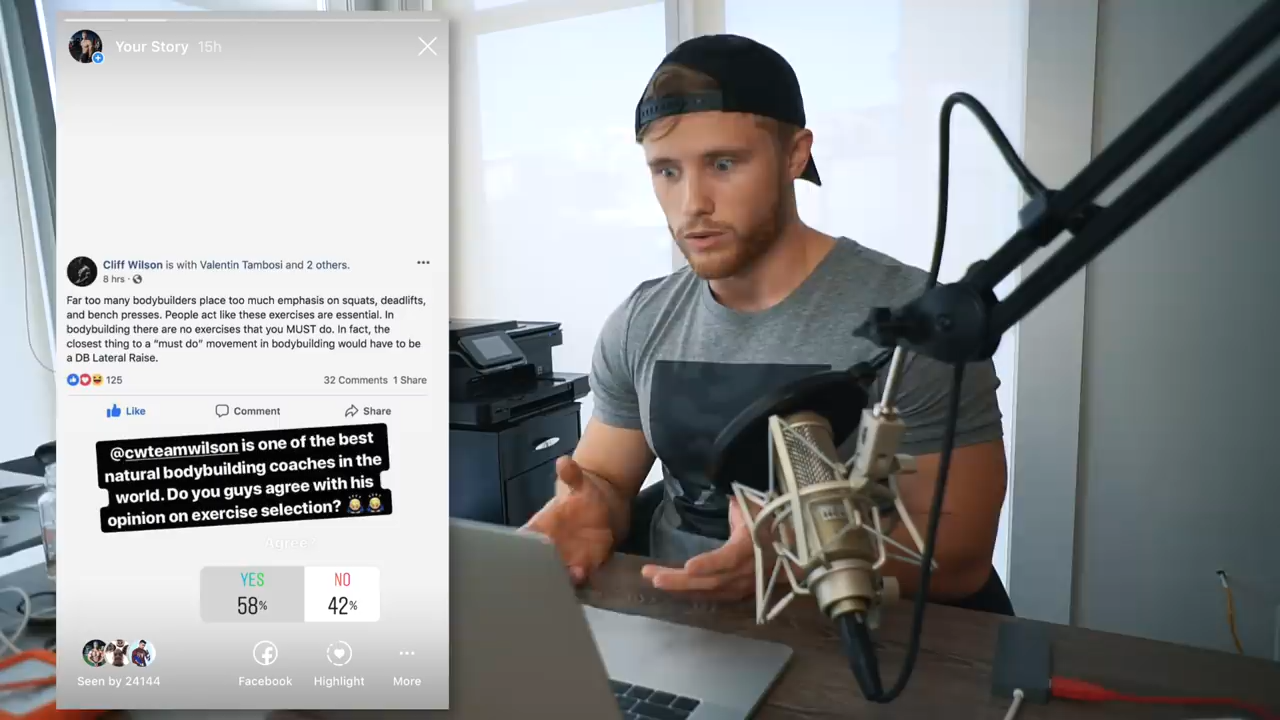 Your Story 15h
Cliff Wilson is with Valentin Tambosi and 2 others.
8 hrs ·
Far too many bodybuilders place too much emphasis on squats, deadlifts,
and bench presses. People act like these exercises are essential. In
bodybuilding there are no exercises that you MUST do. In fact, the
closest thing to a “must do” movement in bodybuilding would have to be
a DB Lateral Raise.
125 32 Comments 1 Share
Like Comment Share
@cwteamwilson is one of the best
natural bodybuilding coaches in the
world. Do you guys agree with his
opinion on exercise selection?
Agree?
YES NO
58% 42%
Seen by 24144 Facebook Highlight More